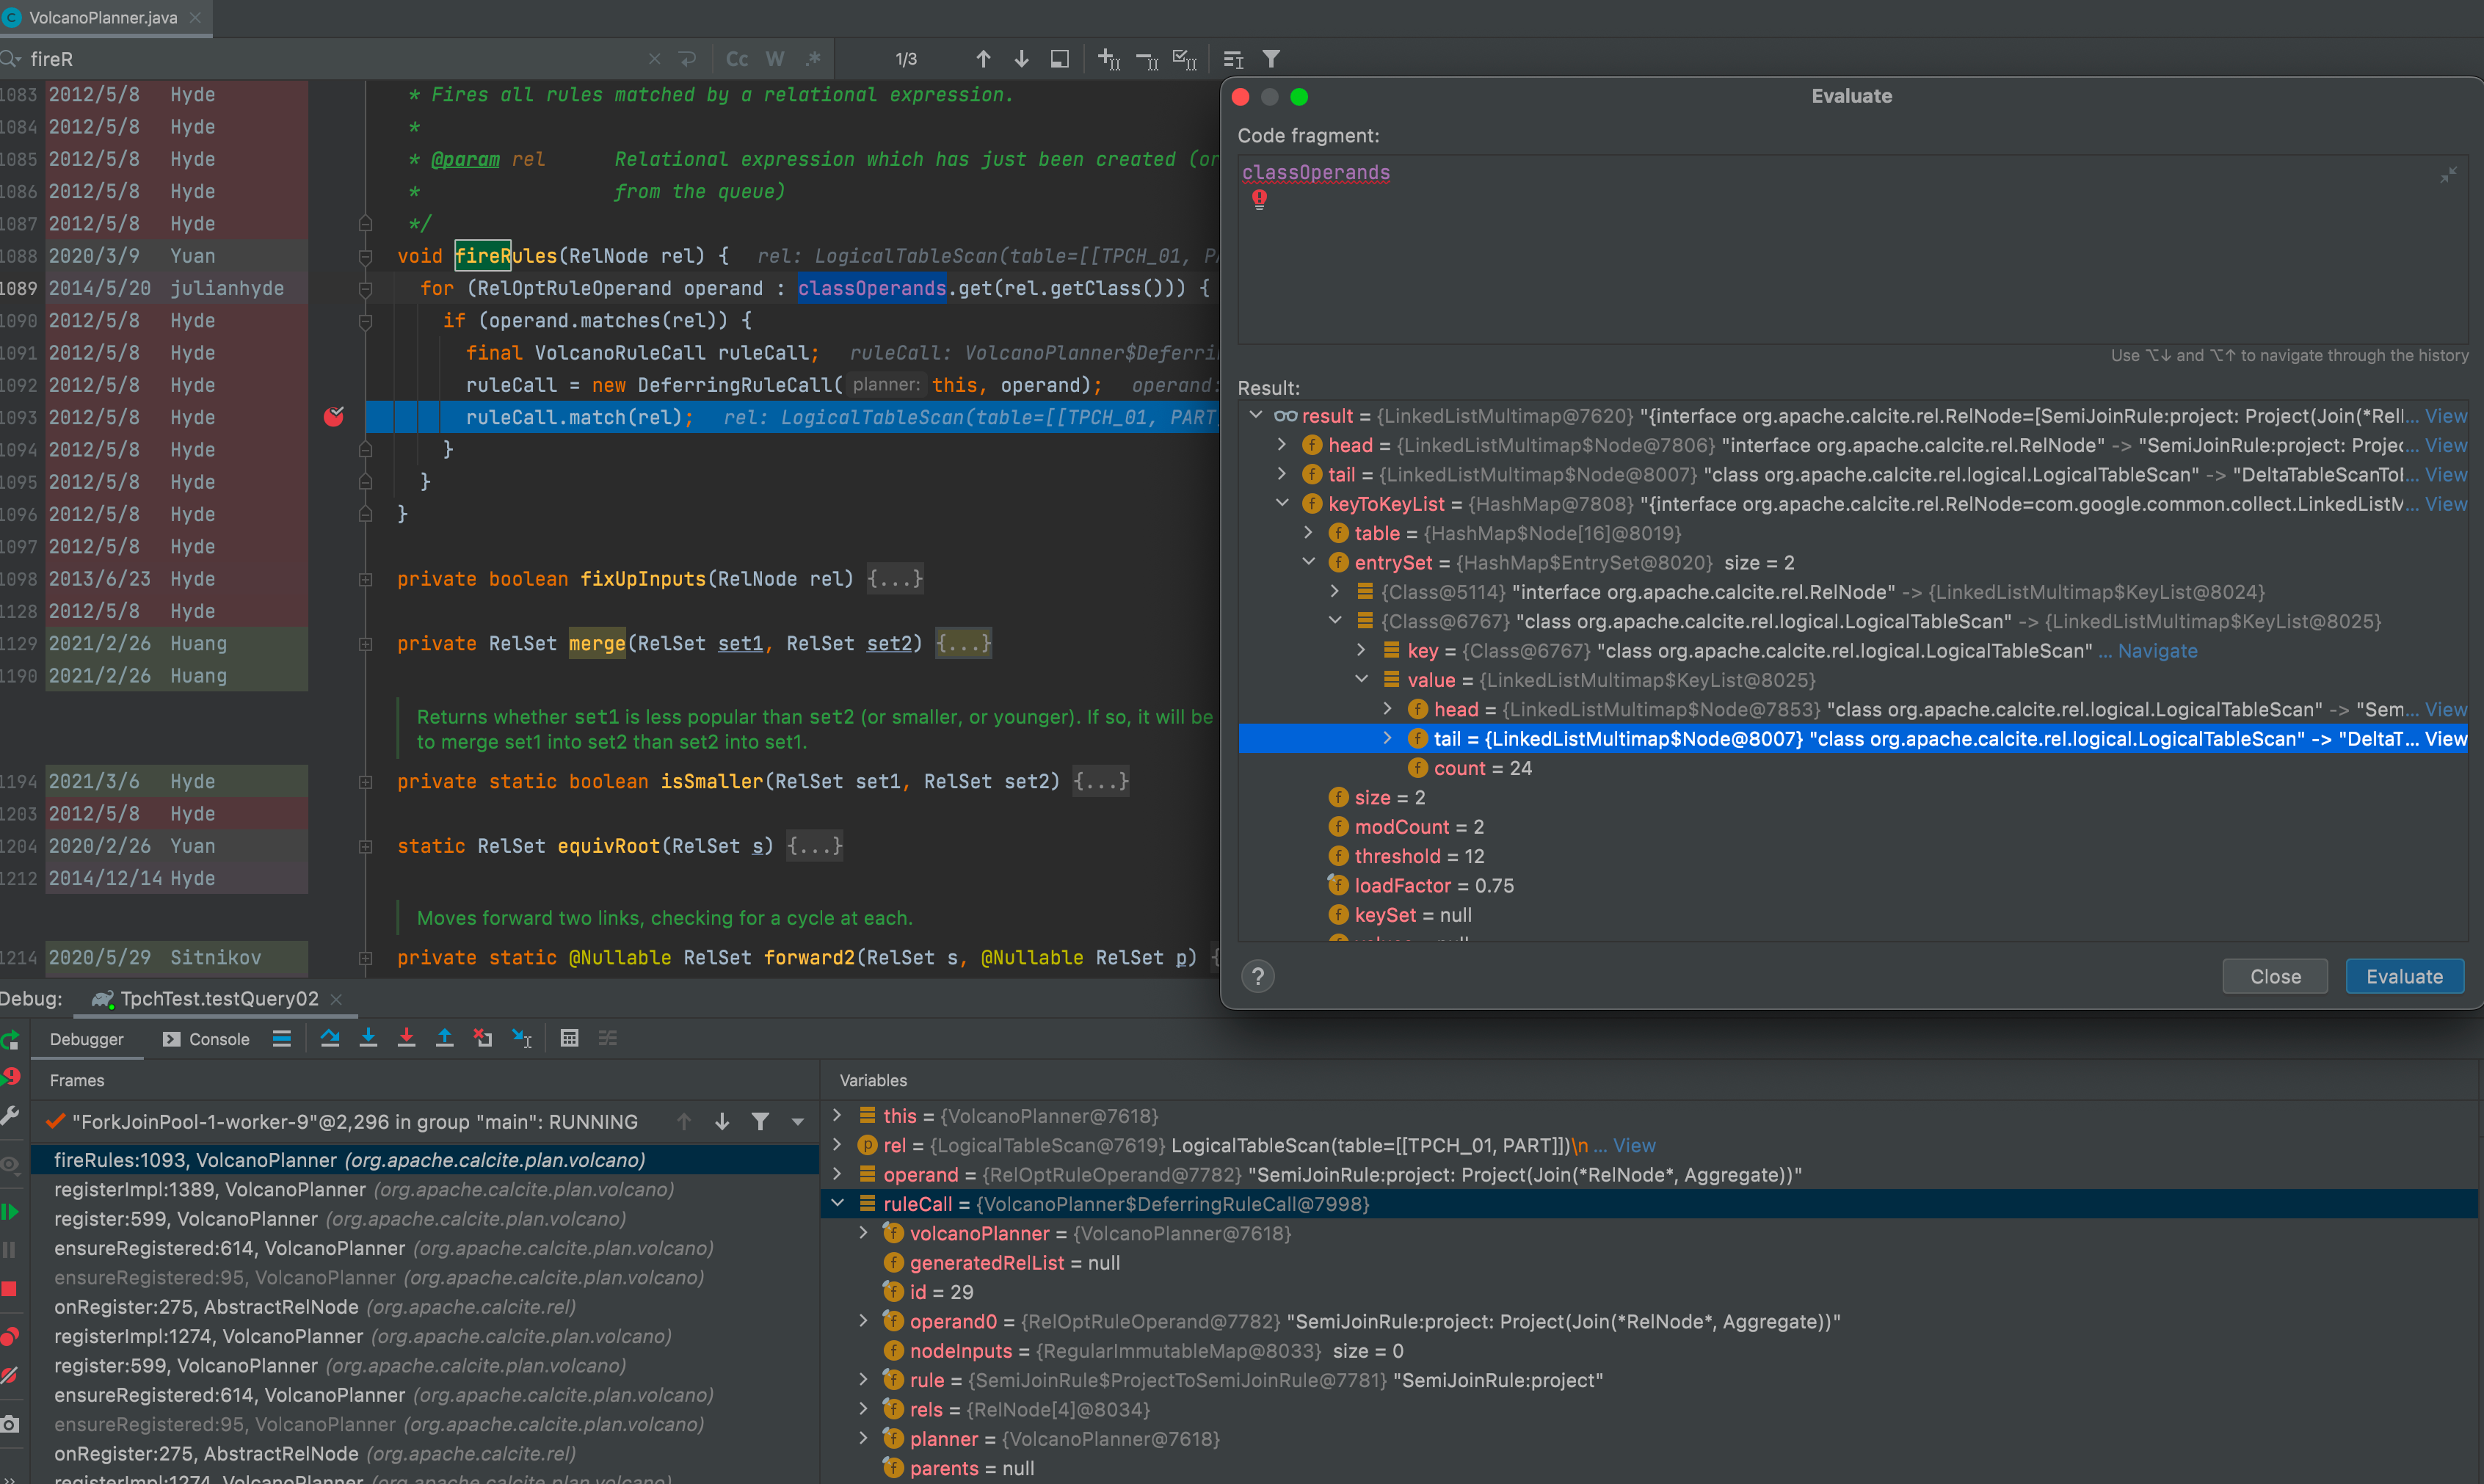 VolcanoPlanner.java
fireR
Cc W .* 1/3
1083 2012/5/8 Hyde * Fires all rules matched by a relational expression.
1084 2012/5/8 Hyde *
1085 2012/5/8 Hyde * @param rel Relational expression which has just been created (or
1086 2012/5/8 Hyde * from the queue)
1087 2012/5/8 Hyde */
1088 2020/3/9 Yuan void fireRules(RelNode rel) { rel: LogicalTableScan(table=[[TPCH_01, PA
1089 2014/5/20 julianhyde for (RelOptRuleOperand operand : classOperands.get(rel.getClass())) {
1090 2012/5/8 Hyde if (operand.matches(rel)) {
1091 2012/5/8 Hyde final VolcanoRuleCall ruleCall; ruleCall: VolcanoPlanner$Deferrin
1092 2012/5/8 Hyde ruleCall = new DeferringRuleCall( planner: this, operand); operand:
1093 2012/5/8 Hyde ruleCall.match(rel); rel: LogicalTableScan(table=[[TPCH_01, PART
1094 2012/5/8 Hyde }
1095 2012/5/8 Hyde }
1096 2012/5/8 Hyde }
1097 2012/5/8 Hyde
1098 2013/6/23 Hyde private boolean fixUpInputs(RelNode rel) {...}
1128 2012/5/8 Hyde
1129 2021/2/26 Huang private RelSet merge(RelSet set1, RelSet set2) {...}
1190 2021/2/26 Huang
Returns whether set1 is less popular than set2 (or smaller, or younger). If so, it will be
to merge set1 into set2 than set2 into set1.
1194 2021/3/6 Hyde private static boolean isSmaller(RelSet set1, RelSet set2) {...}
1203 2012/5/8 Hyde
1204 2020/2/26 Yuan static RelSet equivRoot(RelSet s) {...}
1212 2014/12/14 Hyde
Moves forward two links, checking for a cycle at each.
1214 2020/5/29 Sitnikov private static @Nullable RelSet forward2(RelSet s, @Nullable RelSet p) {
Evaluate
Code fragment:
classOperands
Use ⌥↓ and ⌥↑ to navigate through the history
Result:
result = {LinkedListMultimap@7620} "{interface org.apache.calcite.rel.RelNode=[SemiJoinRule:project: Project(Join(*Rel... View
head = {LinkedListMultimap$Node@7806} "interface org.apache.calcite.rel.RelNode" -> "SemiJoinRule:project: Projec... View
tail = {LinkedListMultimap$Node@8007} "class org.apache.calcite.rel.logical.LogicalTableScan" -> "DeltaTableScanTo... View
keyToKeyList = {HashMap@7808} "{interface org.apache.calcite.rel.RelNode=com.google.common.collect.LinkedListM... View
table = {HashMap$Node[16]@8019}
entrySet = {HashMap$EntrySet@8020} size = 2
{Class@5114} "interface org.apache.calcite.rel.RelNode" -> {LinkedListMultimap$KeyList@8024}
{Class@6767} "class org.apache.calcite.rel.logical.LogicalTableScan" -> {LinkedListMultimap$KeyList@8025}
key = {Class@6767} "class org.apache.calcite.rel.logical.LogicalTableScan" ... Navigate
value = {LinkedListMultimap$KeyList@8025}
head = {LinkedListMultimap$Node@7853} "class org.apache.calcite.rel.logical.LogicalTableScan" -> "Sem... View
tail = {LinkedListMultimap$Node@8007} "class org.apache.calcite.rel.logical.LogicalTableScan" -> "DeltaT... View
count = 24
size = 2
modCount = 2
threshold = 12
loadFactor = 0.75
keySet = null
? Close Evaluate
Debug: TpchTest.testQuery02
Debugger Console
Frames
"ForkJoinPool-1-worker-9"@2,296 in group "main": RUNNING
fireRules:1093, VolcanoPlanner (org.apache.calcite.plan.volcano)
registerImpl:1389, VolcanoPlanner (org.apache.calcite.plan.volcano)
register:599, VolcanoPlanner (org.apache.calcite.plan.volcano)
ensureRegistered:614, VolcanoPlanner (org.apache.calcite.plan.volcano)
ensureRegistered:95, VolcanoPlanner (org.apache.calcite.plan.volcano)
onRegister:275, AbstractRelNode (org.apache.calcite.rel)
registerImpl:1274, VolcanoPlanner (org.apache.calcite.plan.volcano)
register:599, VolcanoPlanner (org.apache.calcite.plan.volcano)
ensureRegistered:614, VolcanoPlanner (org.apache.calcite.plan.volcano)
ensureRegistered:95, VolcanoPlanner (org.apache.calcite.plan.volcano)
onRegister:275, AbstractRelNode (org.apache.calcite.rel)
registerImpl:1274, VolcanoPlanner (org.apache.calcite.plan.volcano)
Variables
this = {VolcanoPlanner@7618}
rel = {LogicalTableScan@7619} LogicalTableScan(table=[[TPCH_01, PART]])\n ... View
operand = {RelOptRuleOperand@7782} "SemiJoinRule:project: Project(Join(*RelNode*, Aggregate))"
ruleCall = {VolcanoPlanner$DeferringRuleCall@7998}
volcanoPlanner = {VolcanoPlanner@7618}
generatedRelList = null
id = 29
operand0 = {RelOptRuleOperand@7782} "SemiJoinRule:project: Project(Join(*RelNode*, Aggregate))"
nodeInputs = {RegularImmutableMap@8033} size = 0
rule = {SemiJoinRule$ProjectToSemiJoinRule@7781} "SemiJoinRule:project"
rels = {RelNode[4]@8034}
planner = {VolcanoPlanner@7618}
parents = null